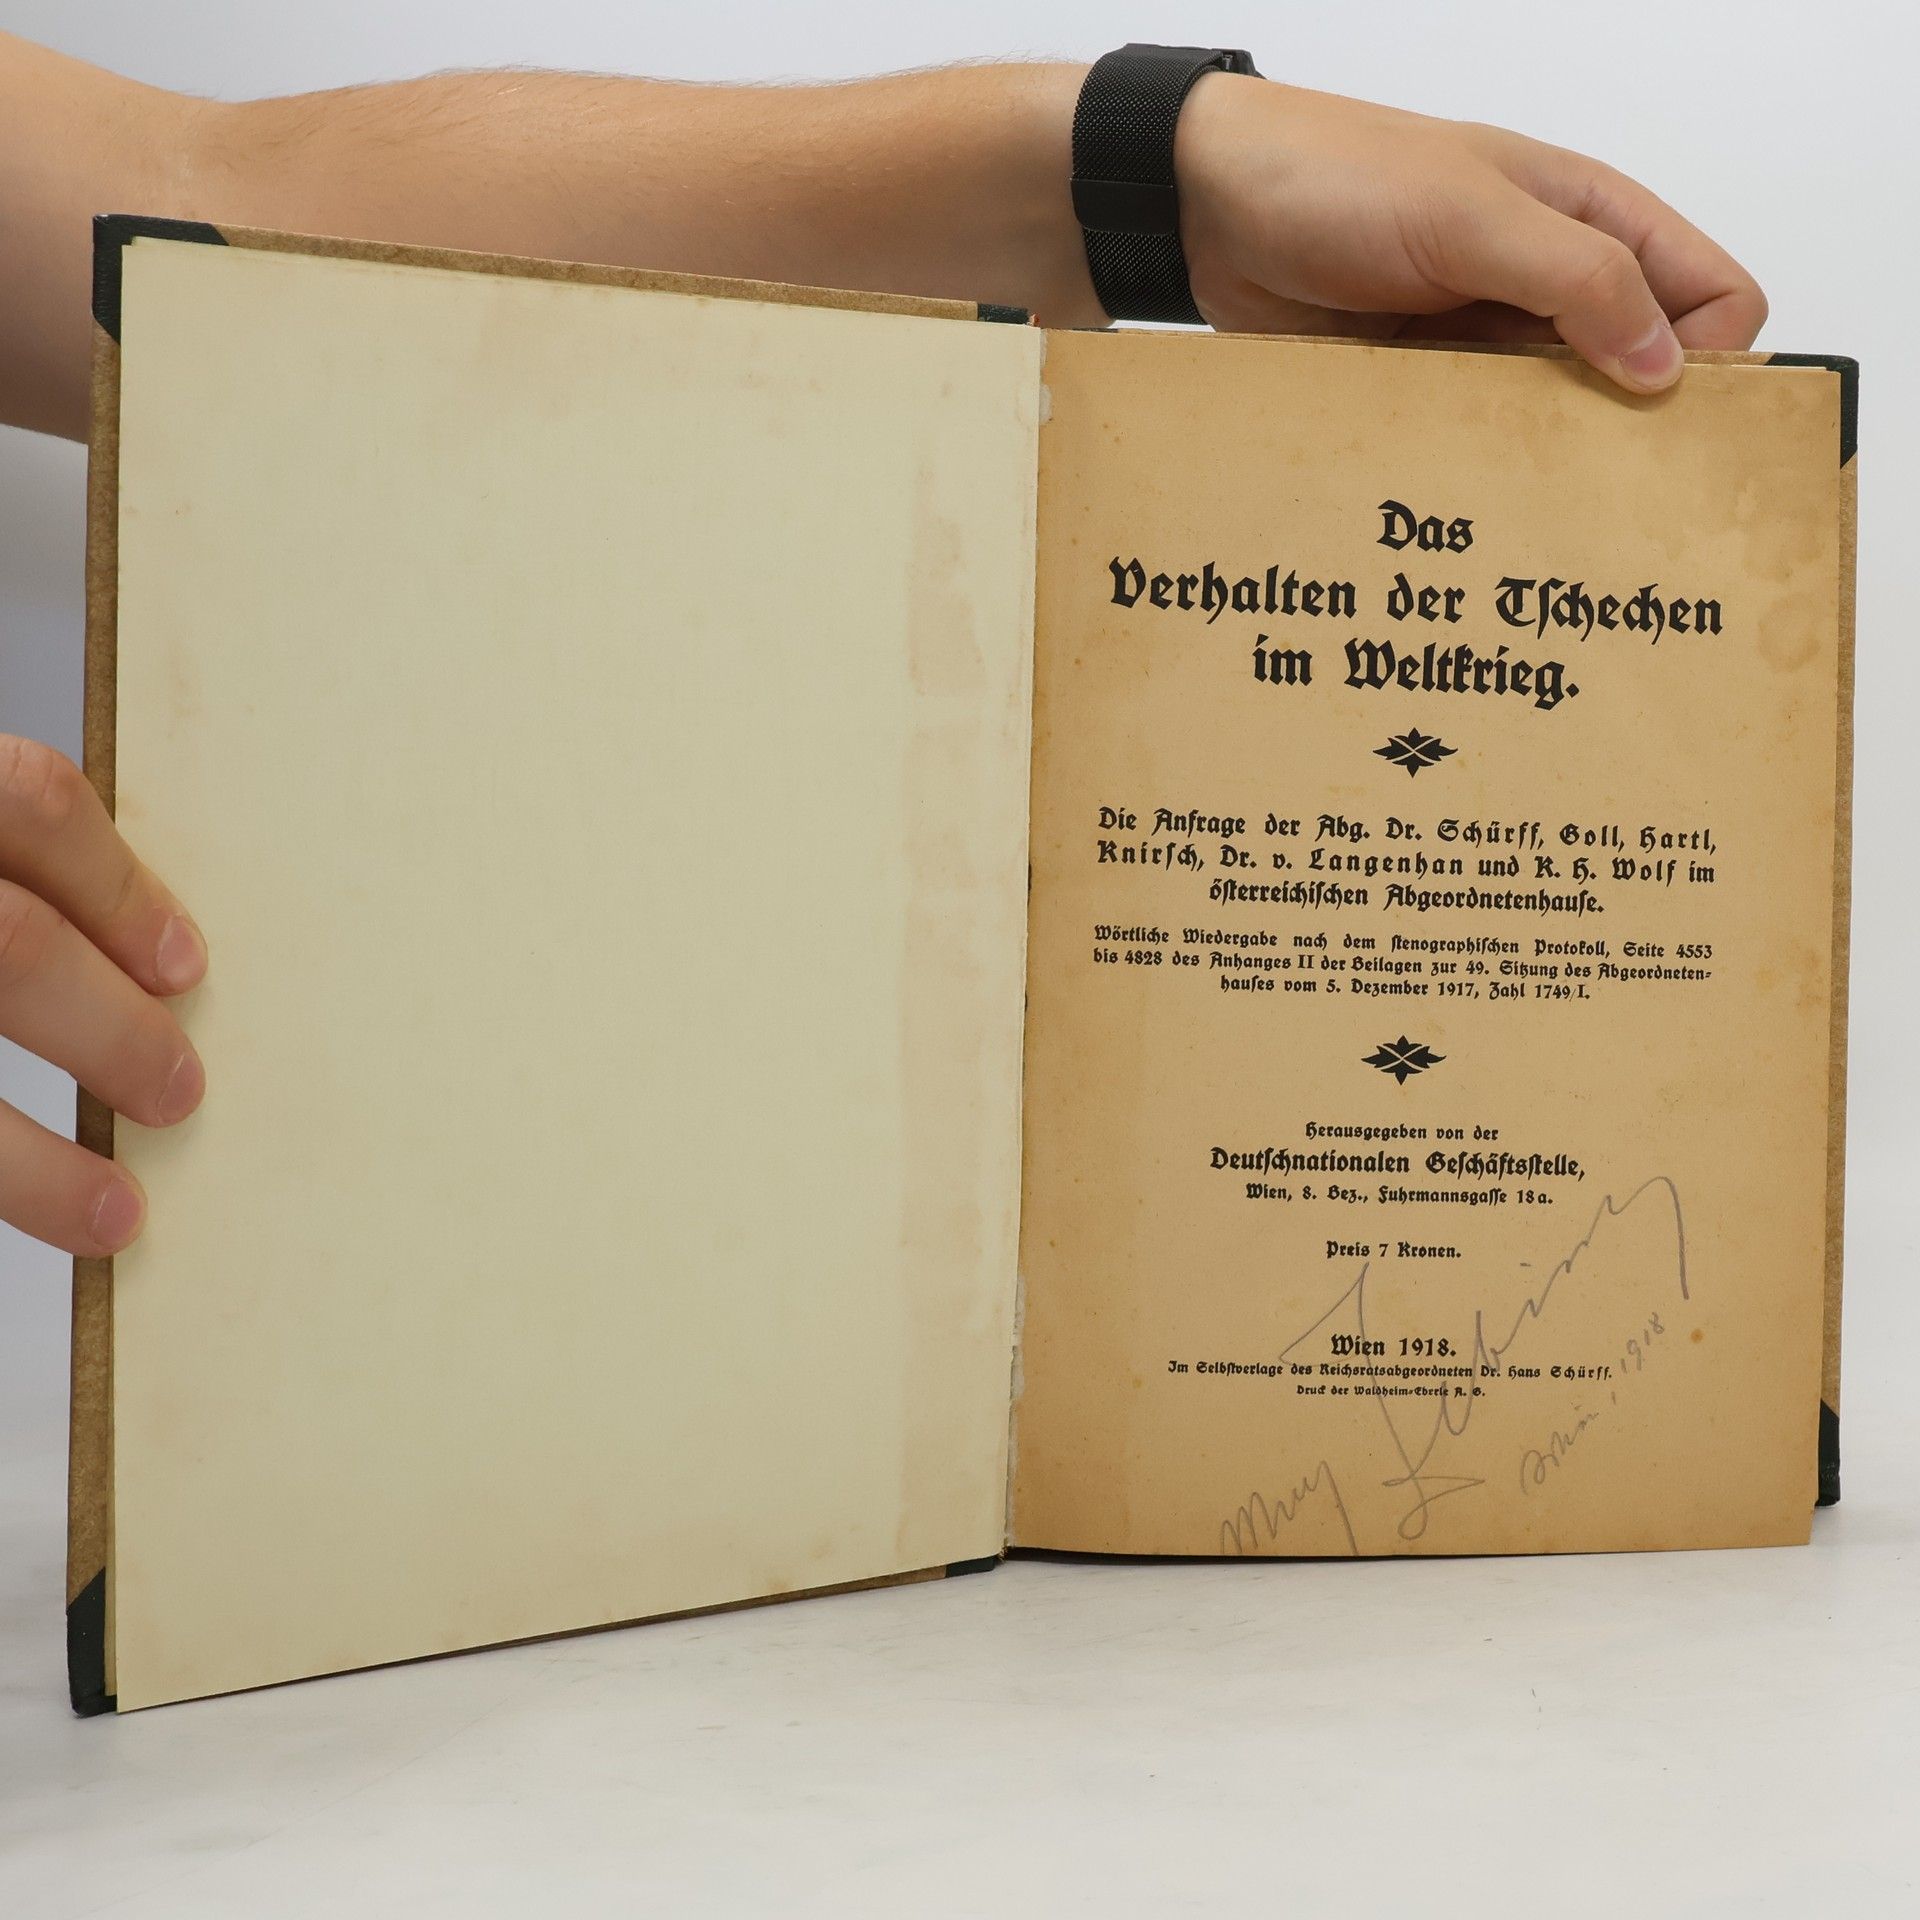 Das
Verhalten der Tschechen
im Weltkrieg.
Die Anfrage der Abg. Dr. Schürff, Goll, Hartl,
Knirsch, Dr. v. Langenhan und K. H. Wolf im
österreichischen Abgeordnetenhause.
Wörtliche Wiedergabe nach dem stenographischen Protokoll, Seite 4553
bis 4828 des Anhanges II der Beilagen zur 49. Sitzung des Abgeordneten-
hauses vom 5. Dezember 1917, Zahl 1749/I.
Herausgegeben von der
Deutschnationalen Geschäftsstelle,
Wien, 8. Bez., Fuhrmannsgasse 18a.
Preis 7 Kronen.
Wien 1918.
Im Selbstverlage des Reichsratsabgeordneten Dr. Hans Schürff.
Druck der Waldheim-Eberle A. G.
1918